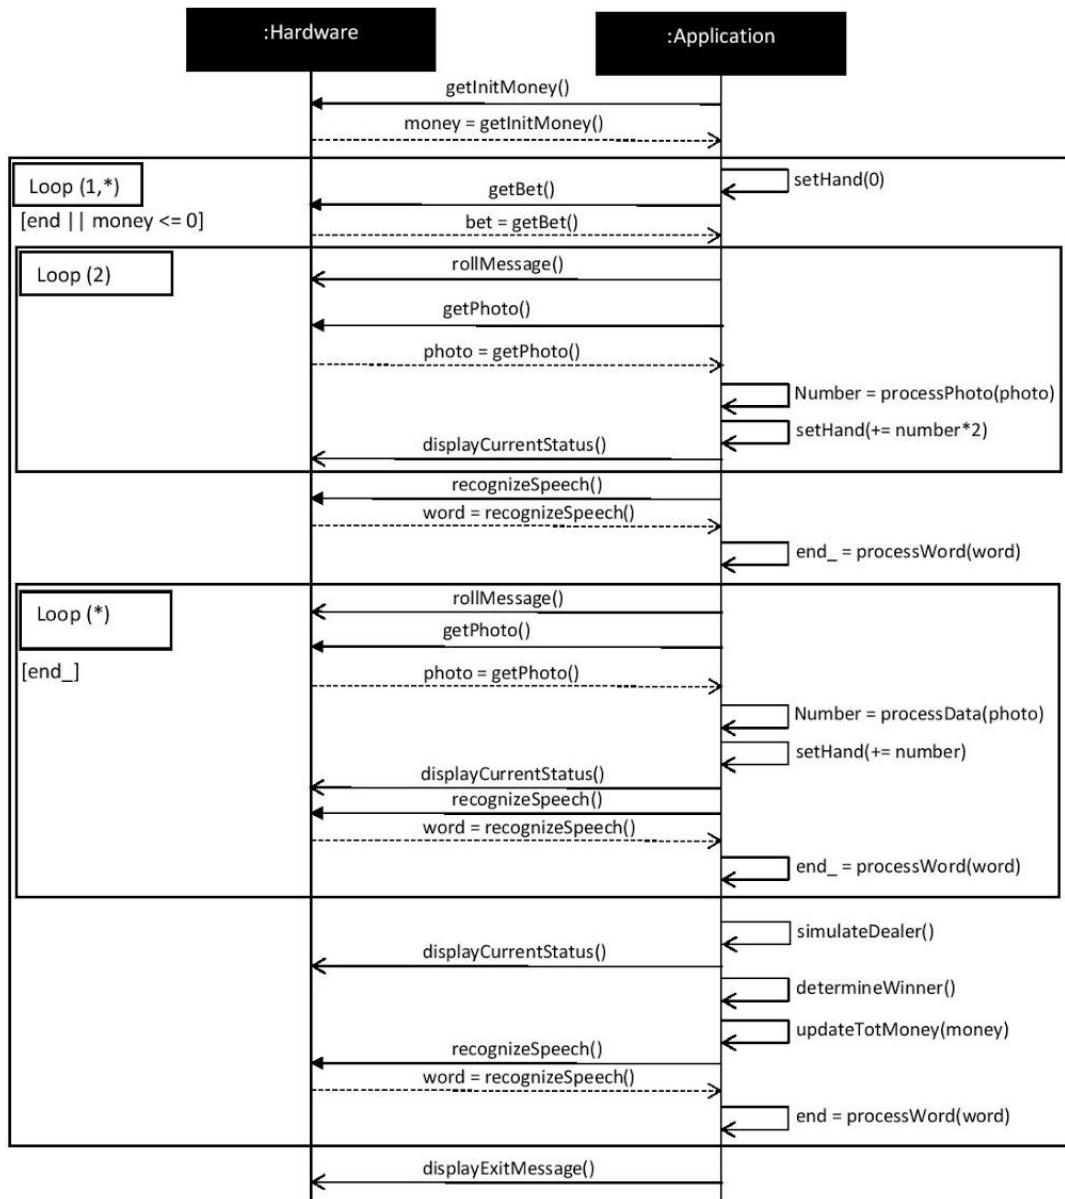 :Hardware
:Application
getInitMoney()
money = getInitMoney()
Loop (1,*)
setHand(0)
getBet()
[end || money <= 0]
bet = getBet()
Loop (2)
rollMessage()
getPhoto()
photo = getPhoto()
Number = processPhoto(photo)
setHand(+= number*2)
displayCurrentStatus()
recognizeSpeech()
word = recognizeSpeech()
end_ = processWord(word)
Loop (*)
rollMessage()
getPhoto()
[end_]
photo = getPhoto()
Number = processData(photo)
setHand(+= number)
displayCurrentStatus()
recognizeSpeech()
word = recognizeSpeech()
end_ = processWord(word)
simulateDealer()
displayCurrentStatus()
determineWinner()
updateTotMoney(money)
recognizeSpeech()
word = recognizeSpeech()
end = processWord(word)
displayExitMessage()